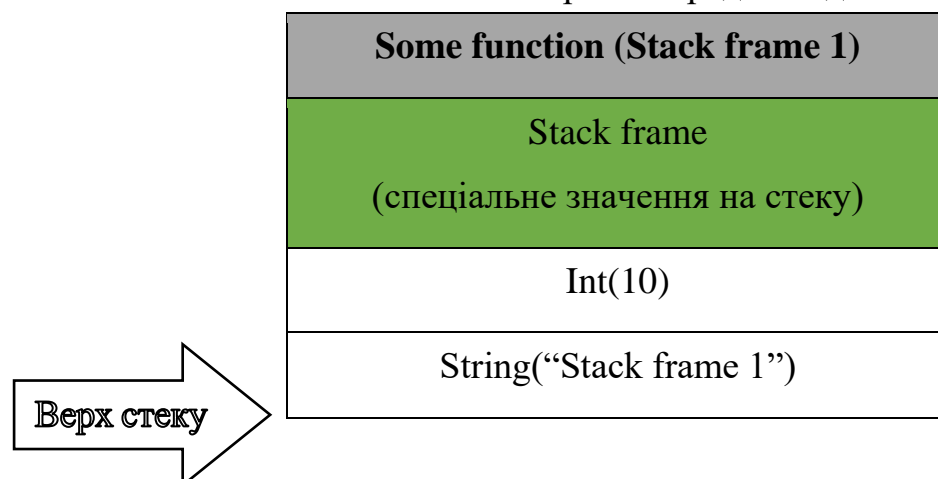 Some function (Stack frame 1)
Stack frame
(спеціальне значення на стеку)
Int(10)
String(“Stack frame 1”)
Верх стеку